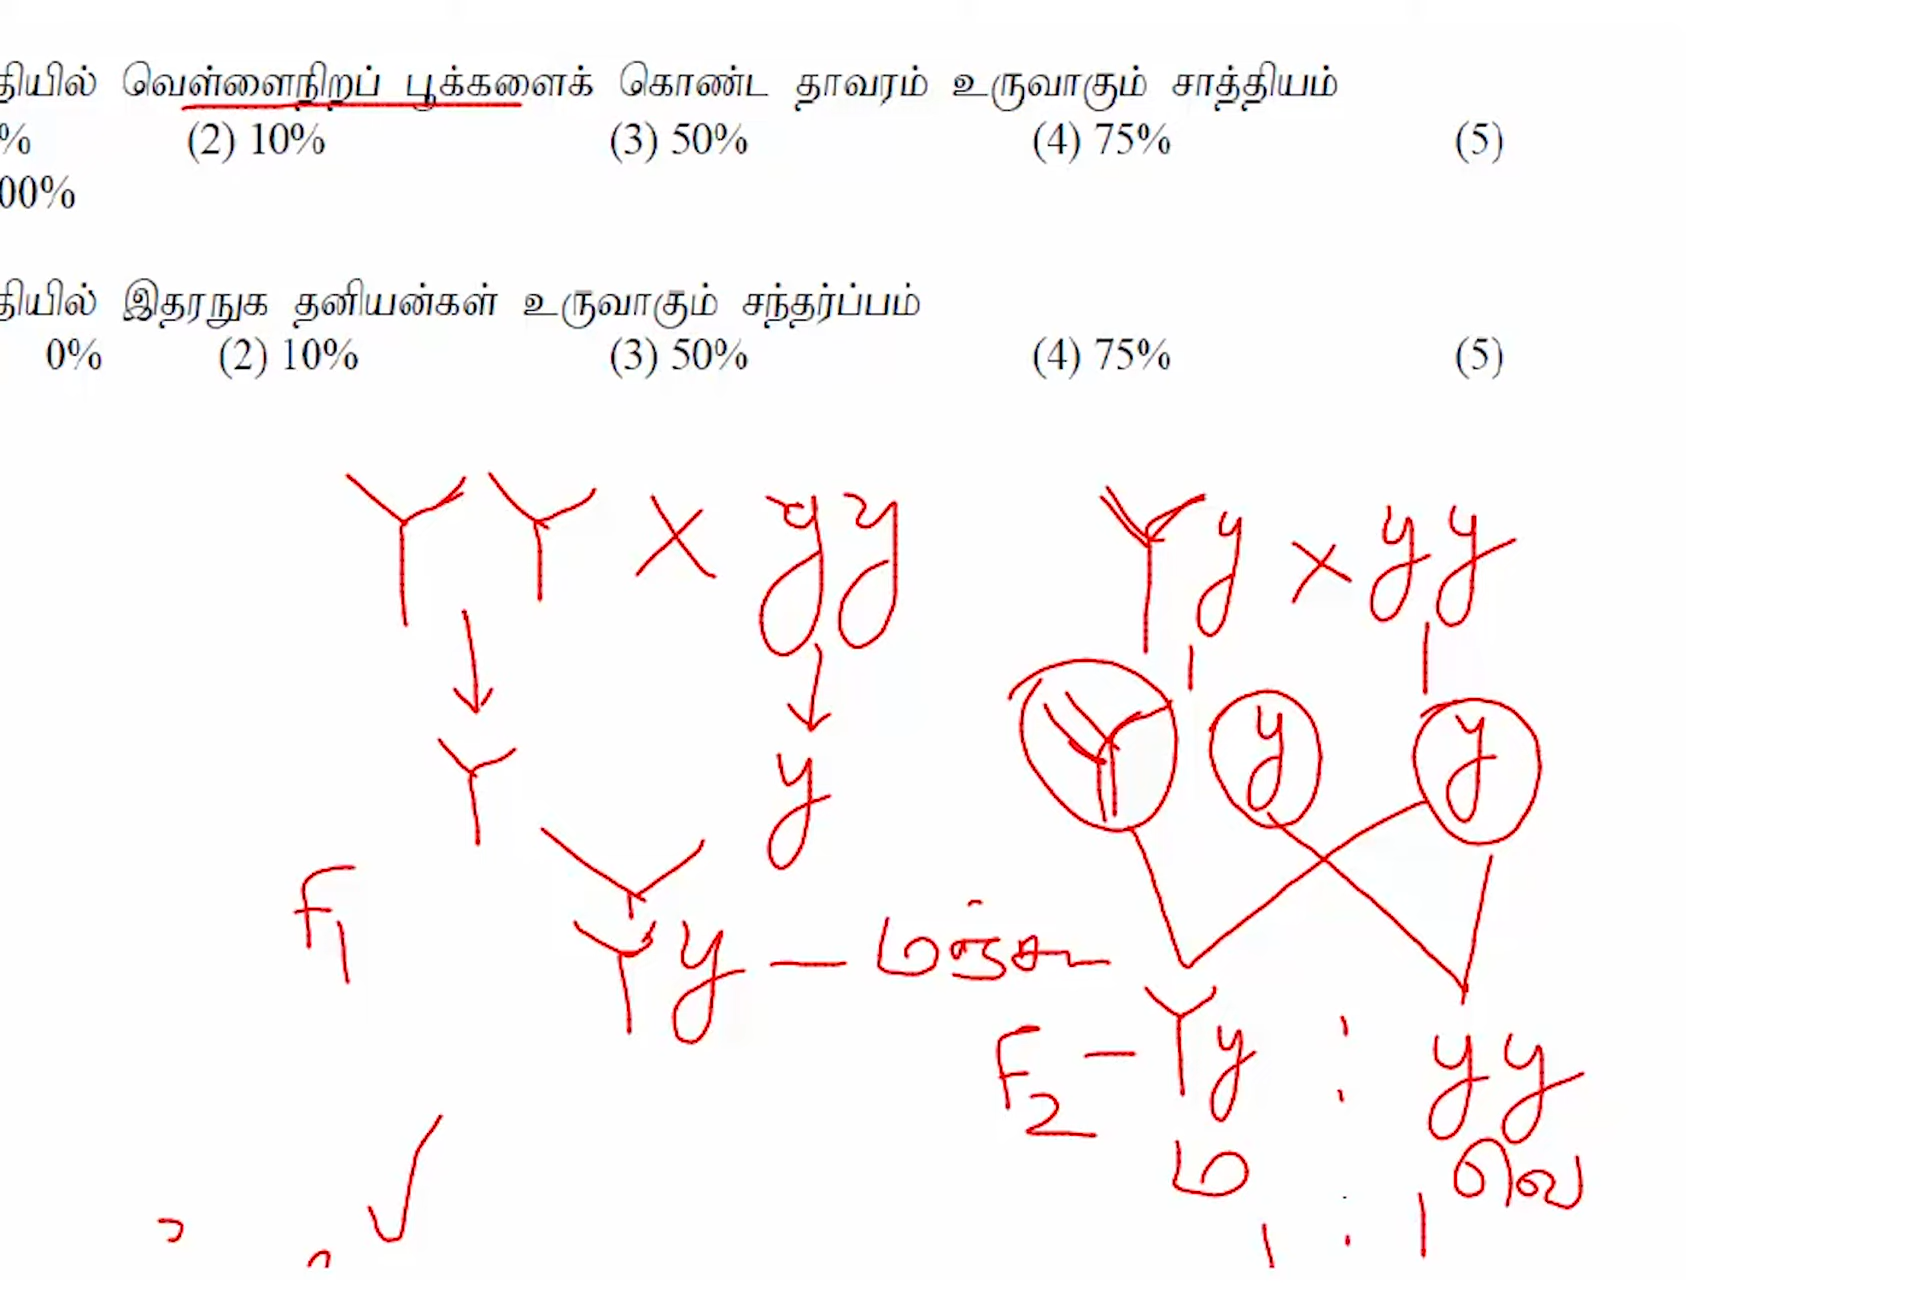 தியில் வெள்ளைநிறப் பூக்களைக் கொண்ட தாவரம் உருவாகும் சாத்தியம்
% (2) 10% (3) 50% (4) 75% (5)
00%
தியில் இதரநுக தனியன்கள் உருவாகும் சந்தர்ப்பம்
0% (2) 10% (3) 50% (4) 75% (5)
YY × yy
Yy × yy
Y y
Y y y
F1 Yy –
F2 – Yy : yy
ம வெ
1 : 1